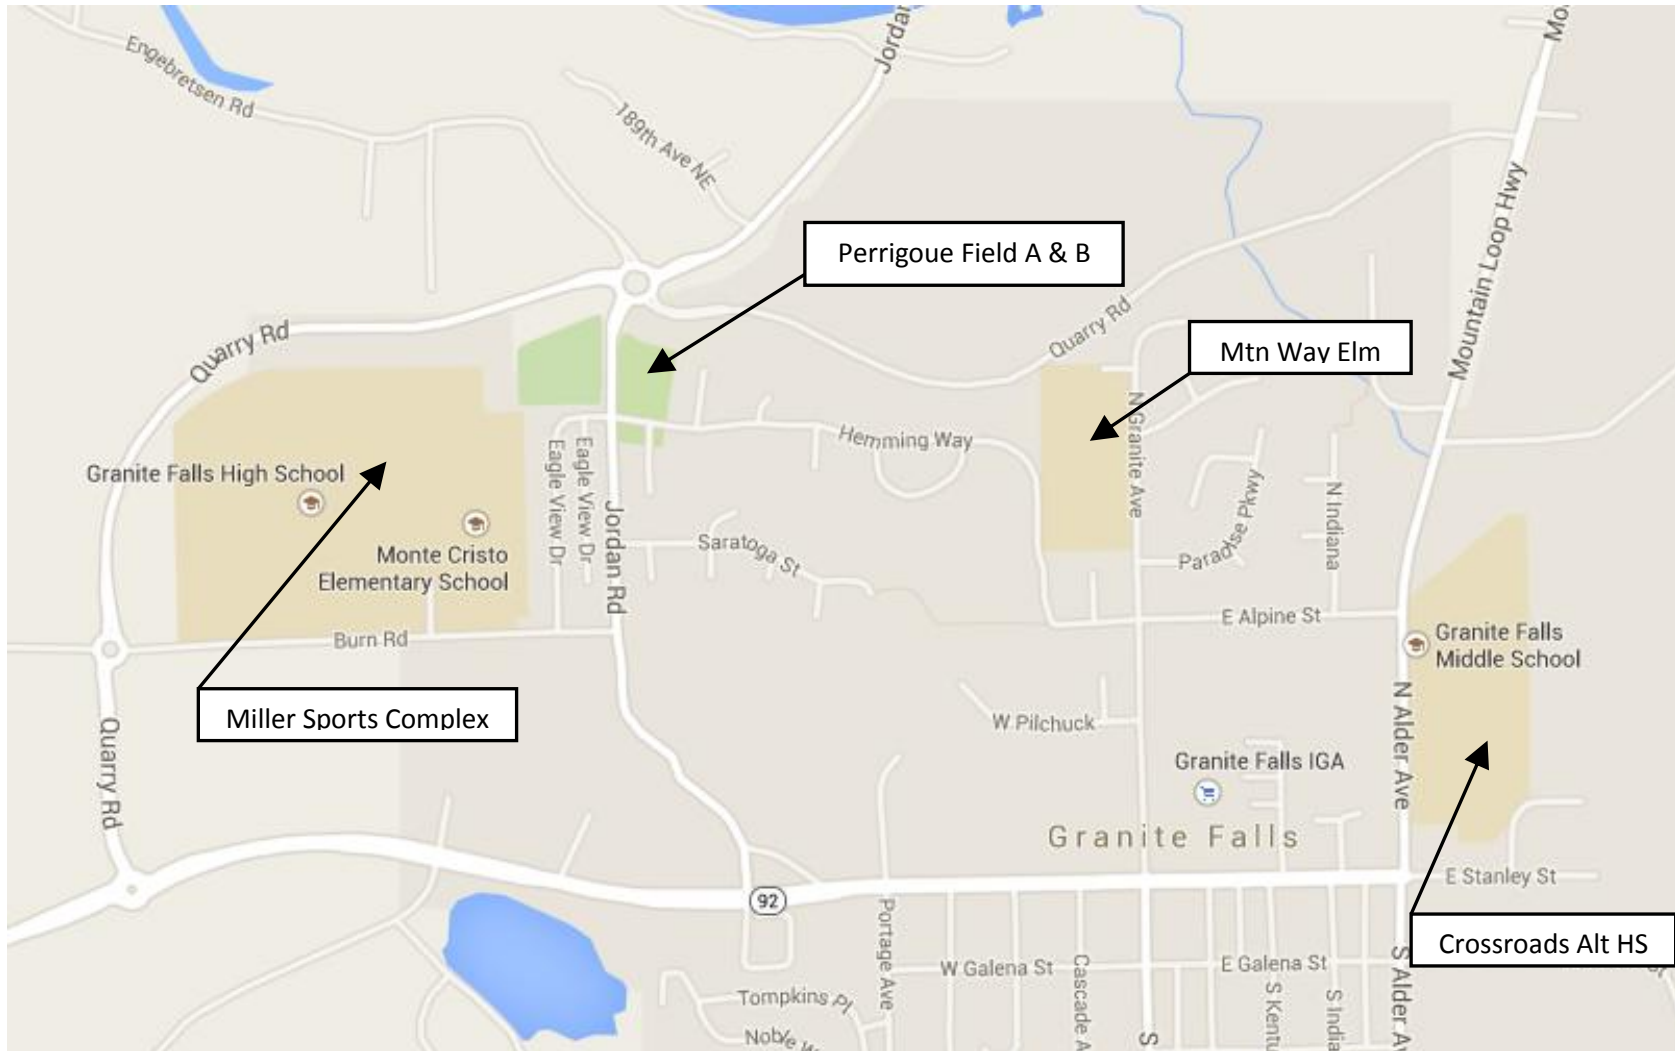 Engebretsen Rd
Jordan
Mo
189th Ave NE
Perrigoue Field A & B
Mountain Loop Hwy
Quarry Rd
Quarry Rd
Mtn Way Elm
N Granite Ave
Hemming Way
Granite Falls High School
Eagle View Dr
Eagle View Dr
Jordan Rd
Paradise Pkwy
N Indiana
Saratoga St
Monte Cristo
Elementary School
E Alpine St
Burn Rd
Granite Falls
Middle School
Miller Sports Complex
W Pilchuck
N Alder Ave
Quarry Rd
Granite Falls IGA
Granite Falls
E Stanley St
92
Portage Ave
Crossroads Alt HS
W Galena St
Cascade A
E Galena St
S Kentu
S India
S Alder Av
Tompkins Pl
Noble W
S